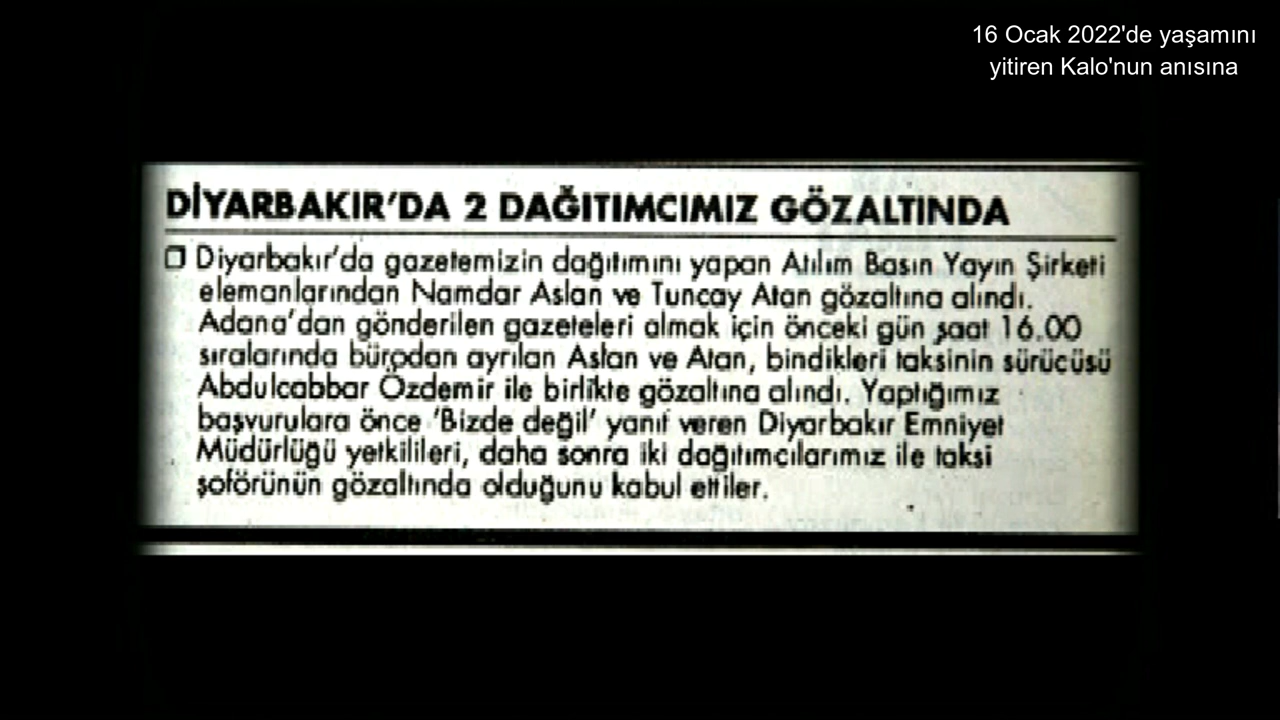 16 Ocak 2022'de yaşamını
yitiren Kalo'nun anısına
DİYARBAKIR'DA 2 DAĞITIMCIMIZ GÖZALTINDA
Diyarbakır'da gazetemizin dağıtımını yapan Atılım Basın Yayın Şirketi
elemanlarından Namdar Aslan ve Tuncay Atan gözaltına alındı.
Adana'dan gönderilen gazeteleri almak için önceki gün saat 16.00
sıralarında bürodan ayrılan Aslan ve Atan, bindikleri taksinin sürücüsü
Abdulcabbar Özdemir ile birlikte gözaltına alındı. Yaptığımız
başvurulara önce 'Bizde değil' yanıt veren Diyarbakır Emniyet
Müdürlüğü yetkilileri, daha sonra iki dağıtımcılarımız ile taksi
şoförünün gözaltında olduğunu kabul ettiler.